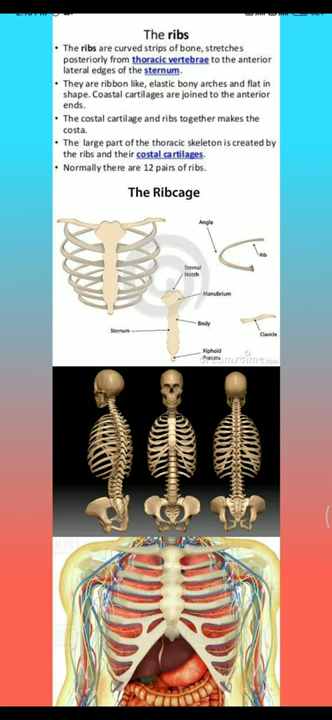 The ribs
• The ribs are curved strips of bone, stretches
posteriorly from thoracic vertebrae to the anterior
lateral edges of the sternum.
• They are ribbon like, elastic bony arches and flat in
shape. Coastal cartilages are joined to the anterior
ends.
• The costal cartilage and ribs together makes the
costa.
• The large part of the thoracic skeleton is created by
the ribs and their costal cartilages.
• Normally there are 12 pairs of ribs.
The Ribcage
Angle
Rib
Sternal
Notch
Manubrium
Body
Sternum
Clavicle
Xiphoid
Process
dreamstime.com